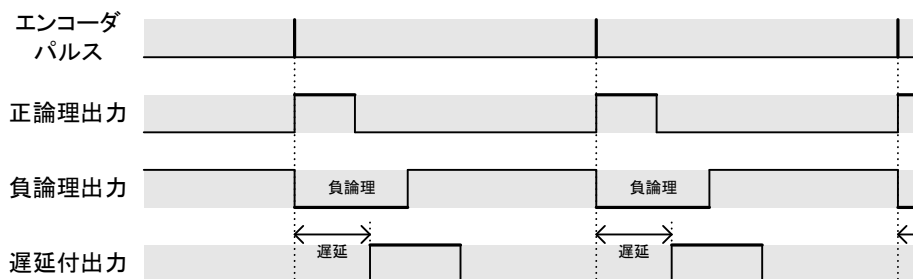 エンコーダ
パルス
正論理出力
負論理出力
負論理
負論理
遅延
遅延
遅延付出力